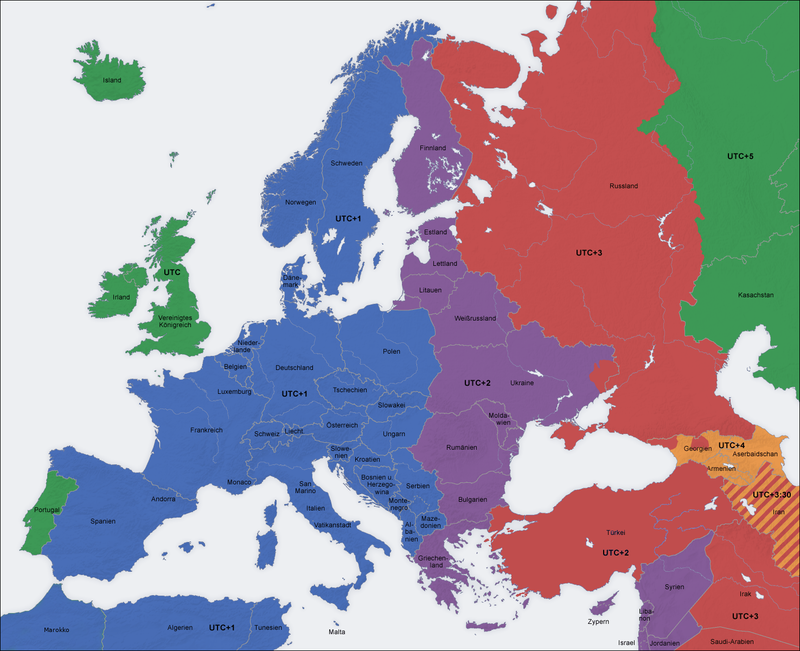 Island
Finnland
UTC+5
Schweden
Norwegen
UTC+1
Russland
Estland
UTC+3
Lettland
UTC
Däne-
mark
Litauen
Irland
Kasachstan
Vereinigtes
Königreich
Weißrussland
Nieder-
lande
Polen
Belgien
Deutschland
UTC+2
Ukraine
Luxemburg
UTC+1
Tschechien
Slowakei
Molda-
wien
Frankreich
Schweiz
Liecht.
Österreich
Ungarn
Rumänien
Slowe-
nien
Kroatien
Georgien
UTC+4
Aserbaidschan
Armenien
Monaco
San
Marino
Bosnien u.
Herzego-
wina
Serbien
Andorra
Monte-
negro
Bulgarien
UTC+3:30
Iran
Portugal
Spanien
Italien
Vatikanstadt
Al-
ba-
nien
Maze-
donien
Türkei
UTC+2
Griechen-
land
Syrien
Irak
Marokko
Algerien
UTC+1
Tunesien
Malta
Zypern
Liba-
non
UTC+3
Israel
Jordanien
Saudi-Arabien